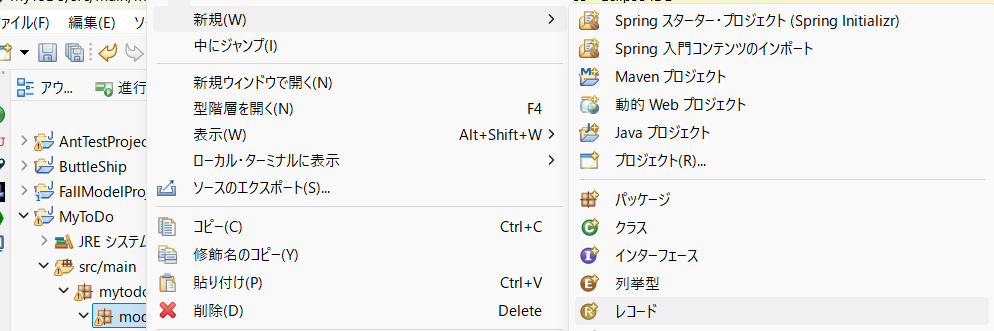 ァイル(F) 編集(E)
アウ... 進行
AntTestProjec
ButtleShip
FallModelProj
MyToDo
JRE システム
src/main
mytodo
mod
新規(W)
中にジャンプ(I)
新規ウィンドウで開く(N)
型階層を開く(N) F4
表示(W) Alt+Shift+W
ローカル・ターミナルに表示
ソースのエクスポート(S)...
コピー(C) Ctrl+C
修飾名のコピー(Y)
貼り付け(P) Ctrl+V
削除(D) Delete
Spring スターター・プロジェクト (Spring Initializr)
Spring 入門コンテンツのインポート
Maven プロジェクト
動的 Web プロジェクト
Java プロジェクト
プロジェクト(R)...
パッケージ
クラス
インターフェース
列挙型
レコード